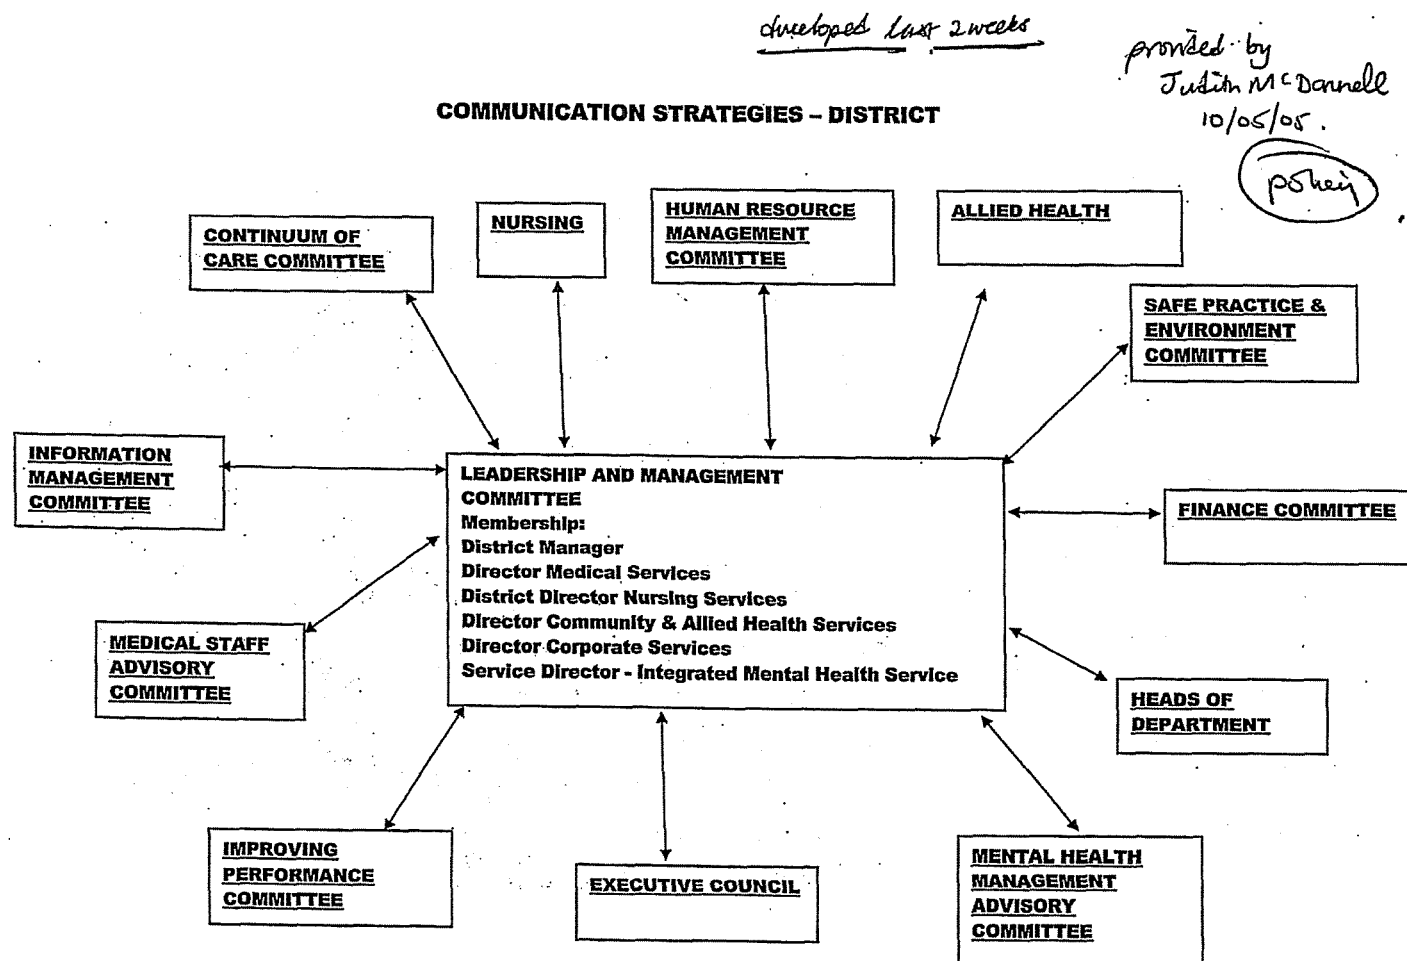 developed last 2 weeks
provided by
Judith McDonnell
10/05/05.
policy
COMMUNICATION STRATEGIES – DISTRICT
CONTINUUM OF
CARE COMMITTEE
NURSING
HUMAN RESOURCE
MANAGEMENT
COMMITTEE
ALLIED HEALTH
SAFE PRACTICE &
ENVIRONMENT
COMMITTEE
INFORMATION
MANAGEMENT
COMMITTEE
LEADERSHIP AND MANAGEMENT
COMMITTEE
Membership:
District Manager
Director Medical Services
District Director Nursing Services
Director Community & Allied Health Services
Director Corporate Services
Service Director - Integrated Mental Health Service
FINANCE COMMITTEE
MEDICAL STAFF
ADVISORY
COMMITTEE
HEADS OF
DEPARTMENT
IMPROVING
PERFORMANCE
COMMITTEE
EXECUTIVE COUNCIL
MENTAL HEALTH
MANAGEMENT
ADVISORY
COMMITTEE